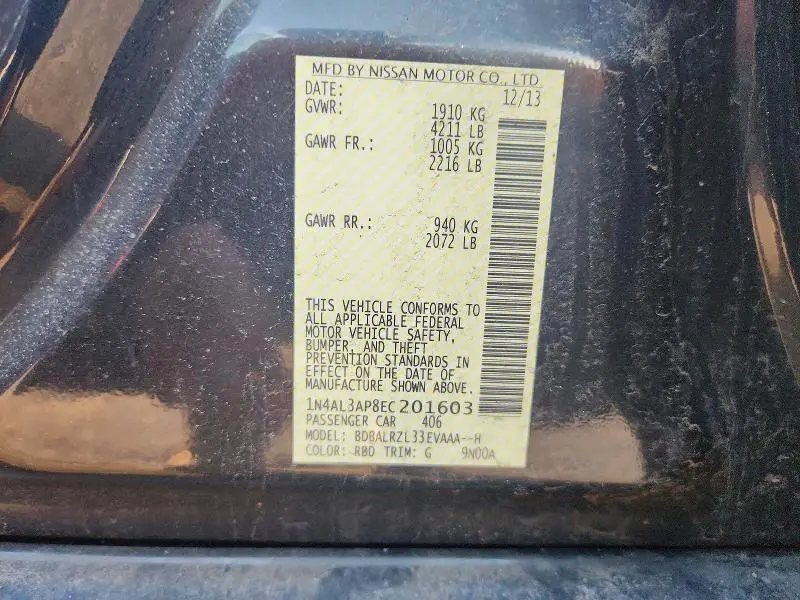 MFD BY NISSAN MOTOR CO., LTD.
DATE: 12/13
GVWR: 1910 KG
4211 LB
GAWR FR.: 1005 KG
2216 LB
GAWR RR.: 940 KG
2072 LB
THIS VEHICLE CONFORMS TO
ALL APPLICABLE FEDERAL
MOTOR VEHICLE SAFETY,
BUMPER, AND THEFT
PREVENTION STANDARDS IN
EFFECT ON THE DATE OF
MANUFACTURE SHOWN ABOVE.
1N4AL3AP8EC201603
PASSENGER CAR 406
MODEL: BDBALRZL33EVAAA--H
COLOR: RBD TRIM: G 9N00A